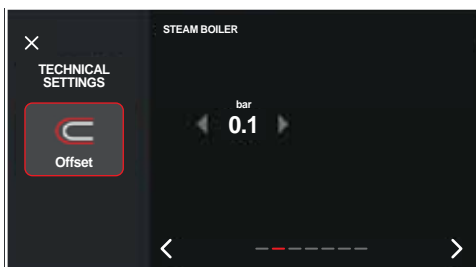 STEAM BOILER
TECHNICAL
SETTINGS
Offset
bar
0.1